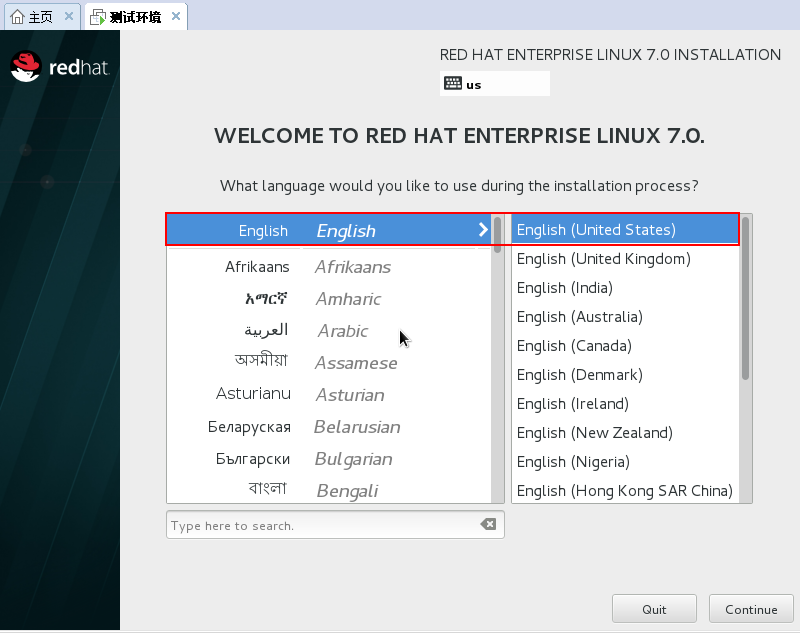 主页
测试环境
redhat.
RED HAT ENTERPRISE LINUX 7.0 INSTALLATION
us
WELCOME TO RED HAT ENTERPRISE LINUX 7.0.
What language would you like to use during the installation process?
English English
Afrikaans Afrikaans
አማርኛ Amharic
العربية Arabic
অসমীয়া Assamese
Asturianu Asturian
Беларуская Belarusian
Български Bulgarian
বাংলা Bengali
English (United States)
English (United Kingdom)
English (India)
English (Australia)
English (Canada)
English (Denmark)
English (Ireland)
English (New Zealand)
English (Nigeria)
English (Hong Kong SAR China)
Type here to search.
Quit
Continue